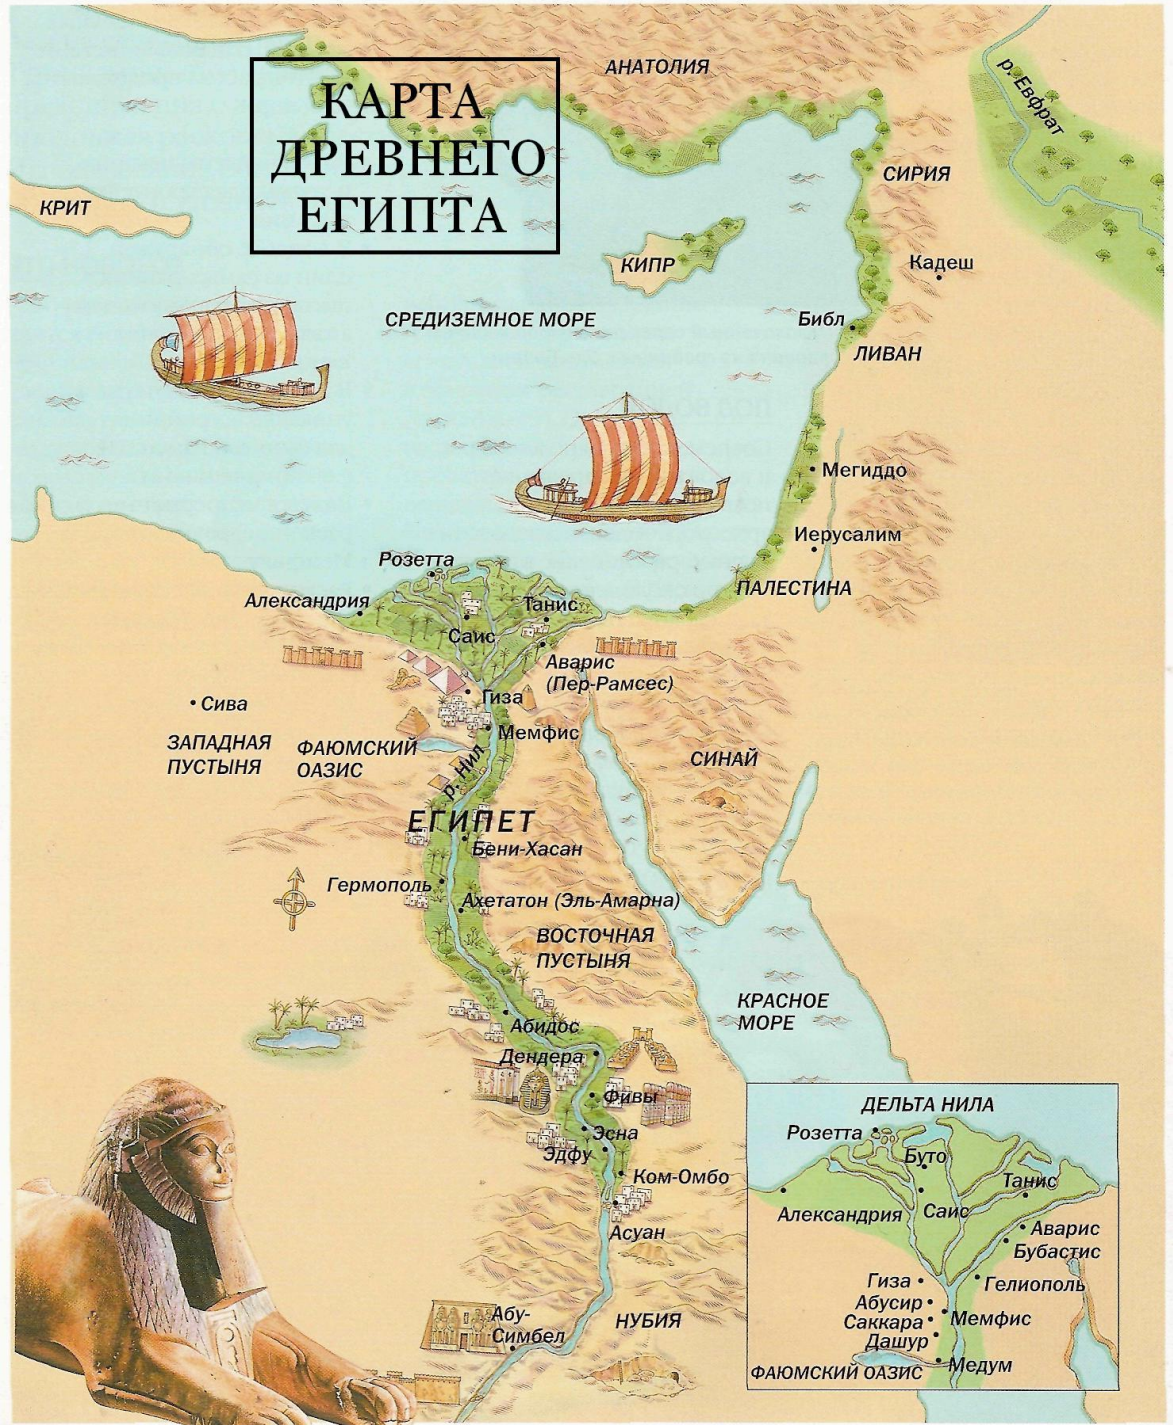 КАРТА
ДРЕВНЕГО
ЕГИПТА
АНАТОЛИЯ
р. Евфрат
СИРИЯ
КРИТ
КИПР
Кадеш
СРЕДИЗЕМНОЕ МОРЕ
Библ
ЛИВАН
Мегиддо
Иерусалим
ПАЛЕСТИНА
Розетта
Александрия
Танис
Саис
Аварис
(Пер-Рамсес)
Гиза
Сива
Мемфис
ЗАПАДНАЯ
ПУСТЫНЯ
ФАЮМСКИЙ
ОАЗИС
р. Нил
СИНАЙ
ЕГИПЕТ
Бени-Хасан
Гермополь
Ахетатон (Эль-Амарна)
ВОСТОЧНАЯ
ПУСТЫНЯ
КРАСНОЕ
МОРЕ
Абидос
Дендера
Фивы
Эсна
Эдфу
Ком-Омбо
Асуан
НУБИЯ
Абу-
Симбел
ДЕЛЬТА НИЛА
Розетта
Буто
Танис
Александрия
Саис
Аварис
Бубастис
Гиза
Гелиополь
Абусир
Саккара
Мемфис
Дашур
Медум
ФАЮМСКИЙ ОАЗИС